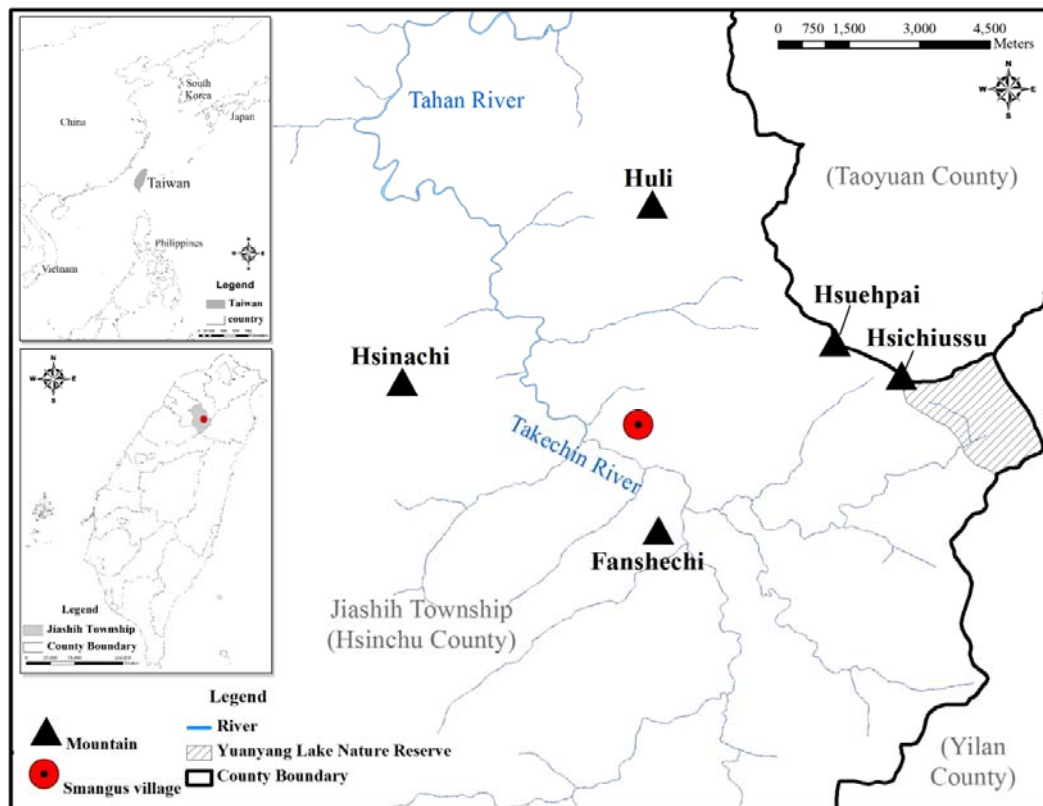 0 750 1,500 3,000 4,500
Meters
N
W E
S
China
South
Korea
Japan
Taiwan
Philippines
Vietnam
N
W E
S
Legend
Taiwan
country
N
W E
S
Legend
Jiashih Township
County Boundary
Tahan River
Huli
(Taoyuan County)
Hsuehpai
Hsichiussu
Hsinachi
Takechin River
Fanshechi
Jiashih Township
(Hsinchu County)
(Yilan
County)
Legend
Mountain
Smangus village
River
Yuanyang Lake Nature Reserve
County Boundary